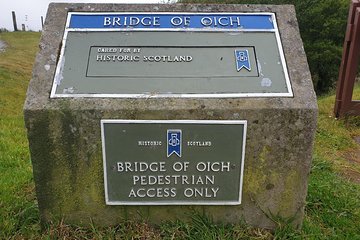 BRIDGE OF OICH
CARED FOR BY
HISTORIC SCOTLAND
HISTORIC SCOTLAND
BRIDGE OF OICH
PEDESTRIAN
ACCESS ONLY